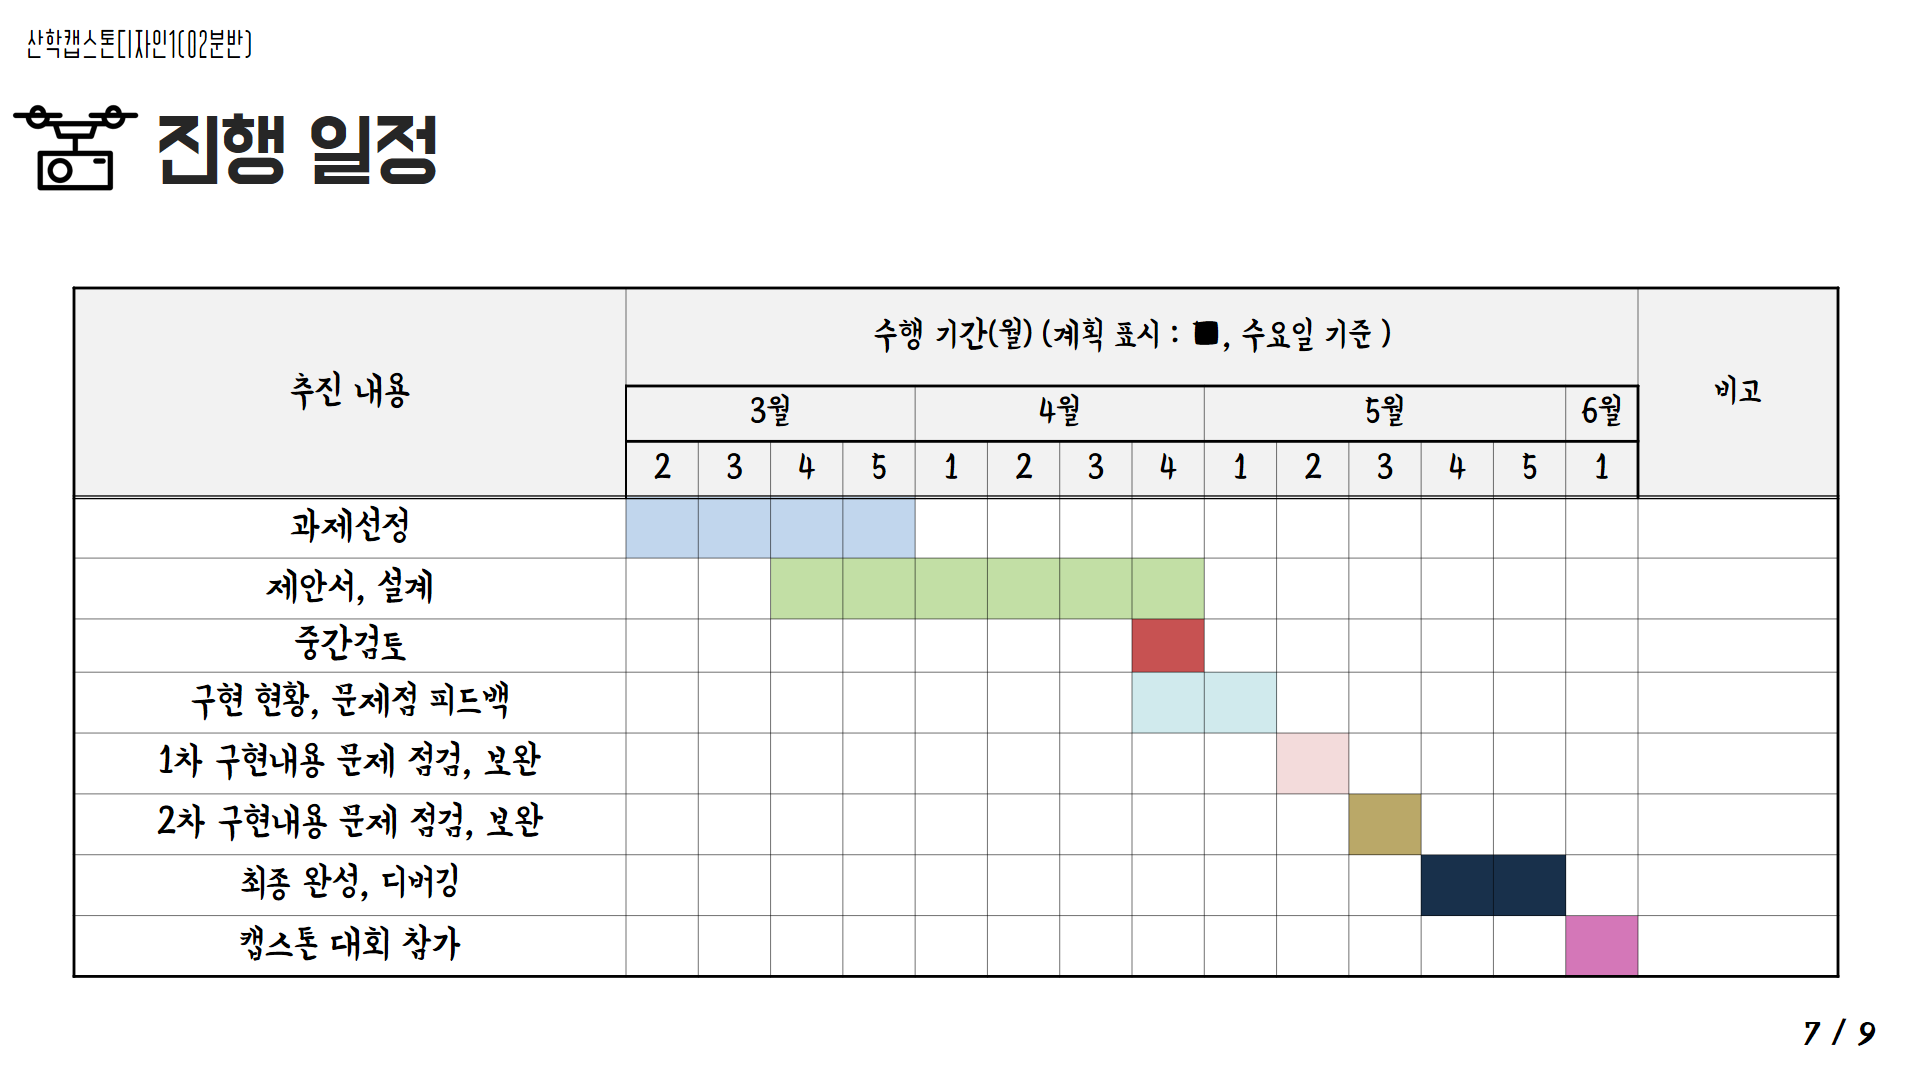 산학캡스톤디자인1(02분반)
진행 일정
추진 내용
수행 기간(월) (계획 표시 : ■, 수요일 기준 )
비고
3월 4월 5월 6월
2 3 4 5 1 2 3 4 1 2 3 4 5 1
과제선정
제안서, 설계
중간검토
구현 현황, 문제점 피드백
1차 구현내용 문제 점검, 보완
2차 구현내용 문제 점검, 보완
최종 완성, 디버깅
캡스톤 대회 참가
7 / 9